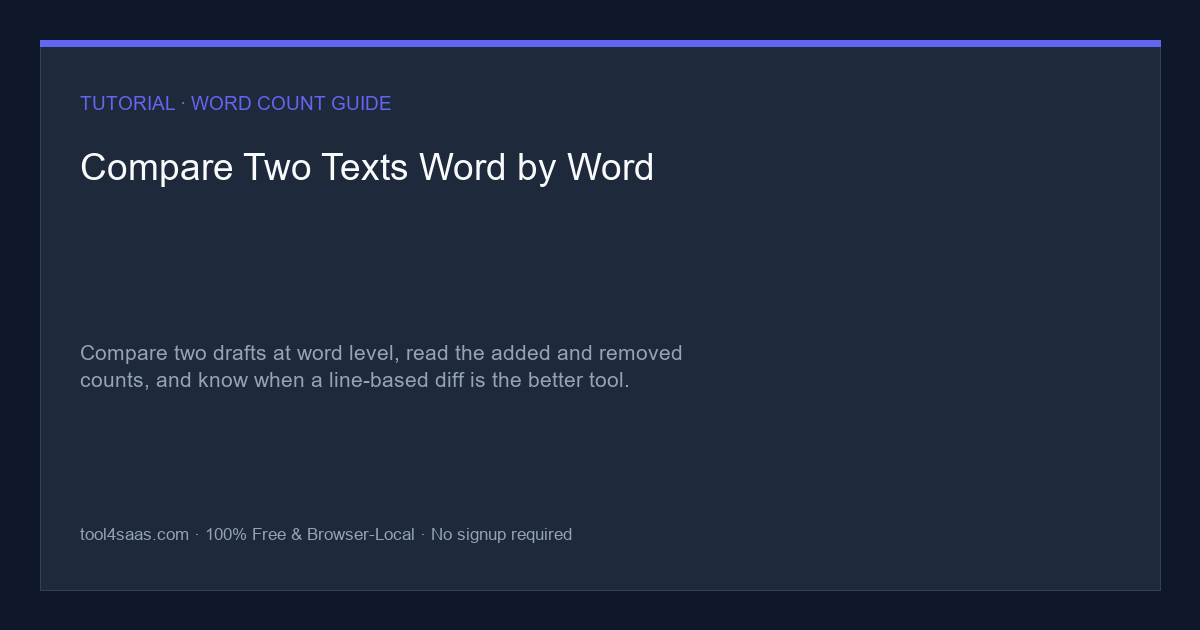 TUTORIAL · WORD COUNT GUIDE
Compare Two Texts Word by Word
Compare two drafts at word level, read the added and removed
counts, and know when a line-based diff is the better tool.
tool4saas.com · 100% Free & Browser-Local · No signup required